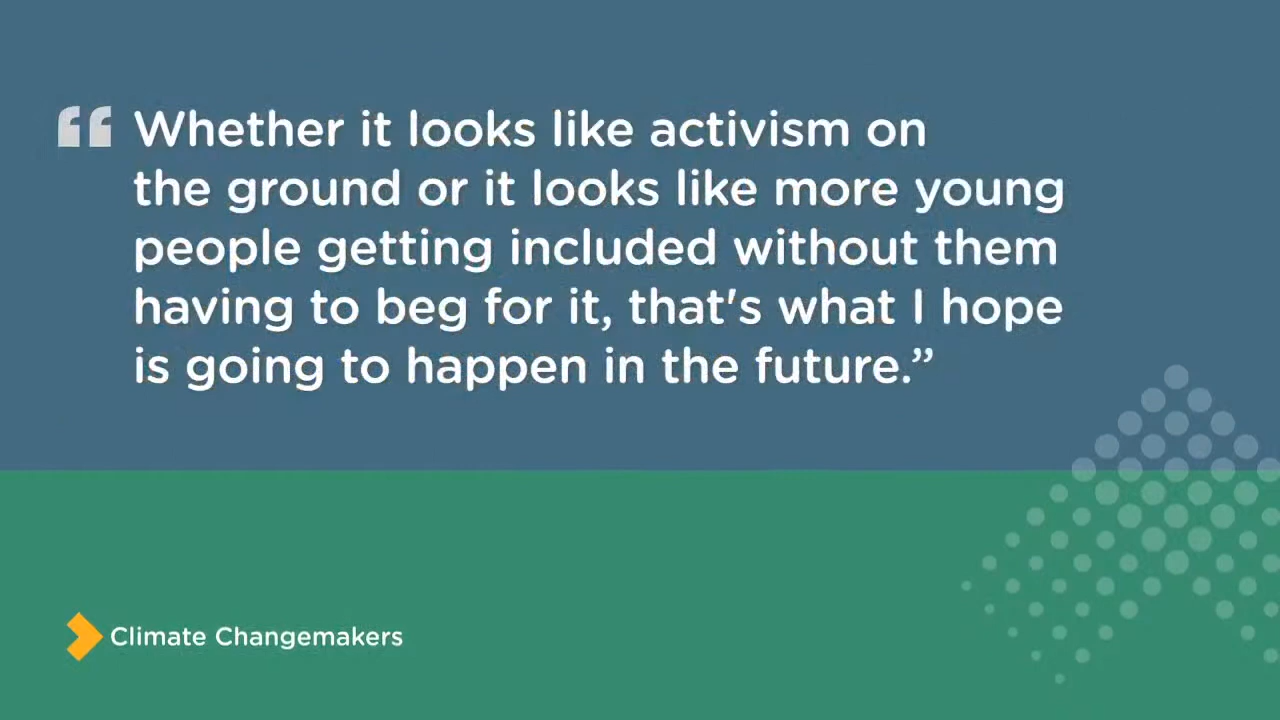 “Whether it looks like activism on
the ground or it looks like more young
people getting included without them
having to beg for it, that's what I hope
is going to happen in the future.”
Climate Changemakers